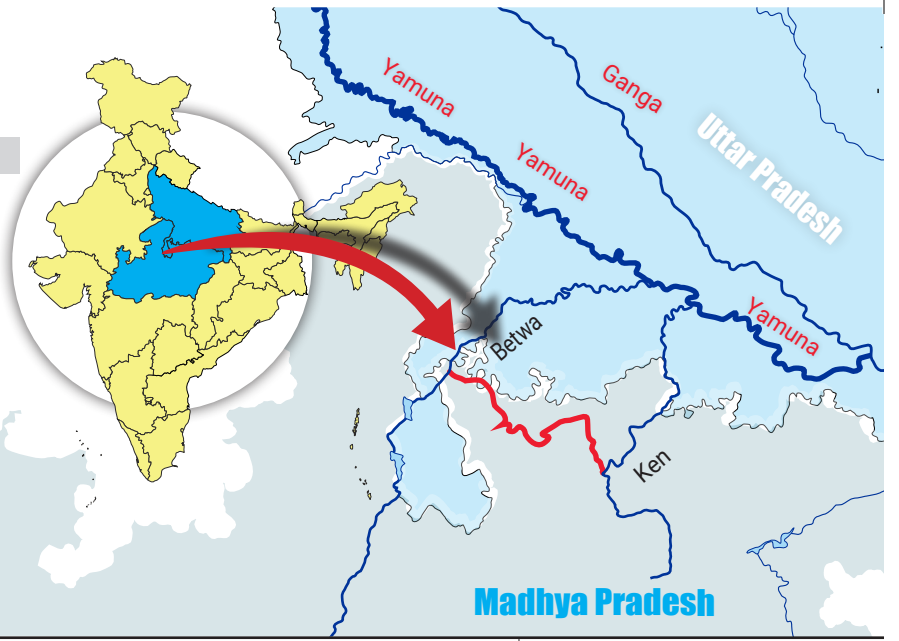 Yamuna
Ganga
Uttar Pradesh
Yamuna
Yamuna
Betwa
Ken
Madhya Pradesh